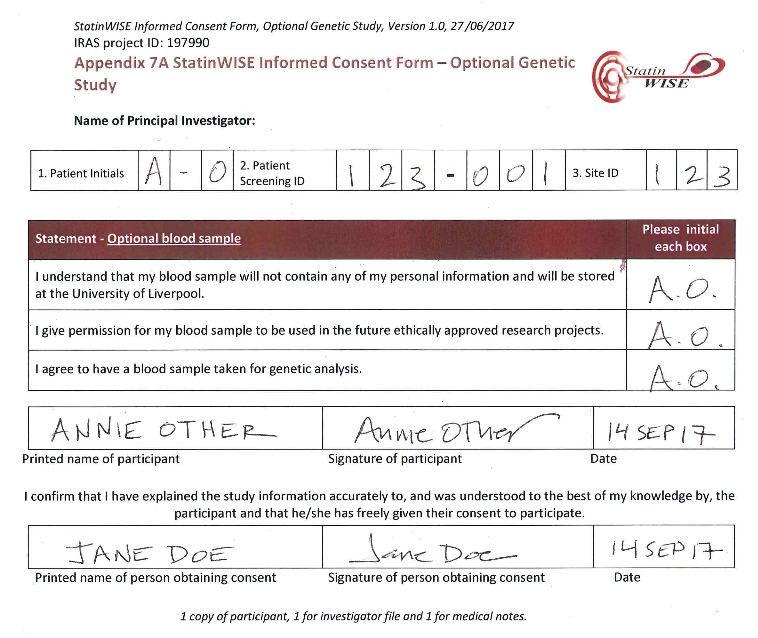 StatinWISE Informed Consent Form, Optional Genetic Study, Version 1.0, 27/06/2017
IRAS project ID: 197990
Appendix 7A StatinWISE Informed Consent Form – Optional Genetic
Study
Statin
WISE
Name of Principal Investigator:
1. Patient Initials A - O 2. Patient Screening ID 1 2 3 - 0 0 1 3. Site ID 1 2 3
Statement - Optional blood sample
Please initial
each box
I understand that my blood sample will not contain any of my personal information and will be stored
at the University of Liverpool.
A.O.
I give permission for my blood sample to be used in the future ethically approved research projects.
A.O.
I agree to have a blood sample taken for genetic analysis.
A.O.
ANNIE OTHER Annie Other 14 SEP 17
Printed name of participant Signature of participant Date
I confirm that I have explained the study information accurately to, and was understood to the best of my knowledge by, the
participant and that he/she has freely given their consent to participate.
JANE DOE Jane Doe 14 SEP 17
Printed name of person obtaining consent Signature of person obtaining consent Date
1 copy of participant, 1 for investigator file and 1 for medical notes.